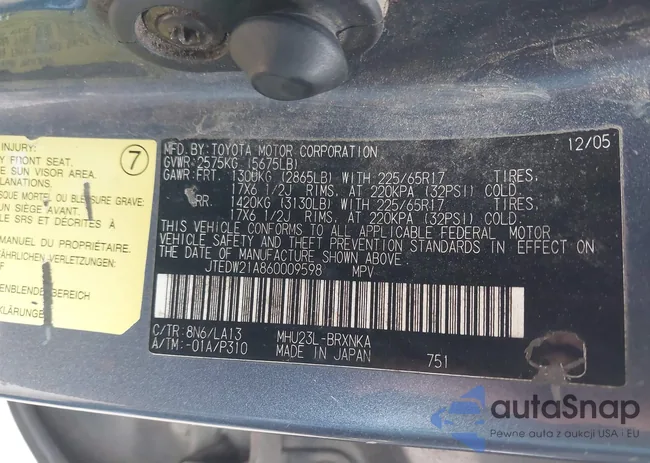 INJURY:
FRONT SEAT.
SUN VISOR AREA
PLANATIONS.
MORTEL OU BLESSURE GRAVE:
UN SIÈGE AVANT.
LE SRS ET DÉCRITES À
MANUEL DU PROPRIÉTAIRE.
VERLETZUNG:
BEREICH
7
MFD. BY: TOYOTA MOTOR CORPORATION 12/05
GVWR: 2575KG (5675LB)
GAWR: FRT. 1300KG (2865LB) WITH 225/65R17 TIRES,
17X6 1/2J RIMS, AT 220KPA (32PSI) COLD.
RR. 1420KG (3130LB) WITH 225/65R17 TIRES,
17X6 1/2J RIMS, AT 220KPA (32PSI) COLD.
THIS VEHICLE CONFORMS TO ALL APPLICABLE FEDERAL MOTOR
VEHICLE SAFETY AND THEFT PREVENTION STANDARDS IN EFFECT ON
THE DATE OF MANUFACTURE SHOWN ABOVE.
JTEDW21A860009598 MPV
C/TR: 8N6/LA13 MHU23L-BRXNKA
A/TM: -01A/P310 MADE IN JAPAN 751
autaSnap
Pewne auta z aukcji USA i EU